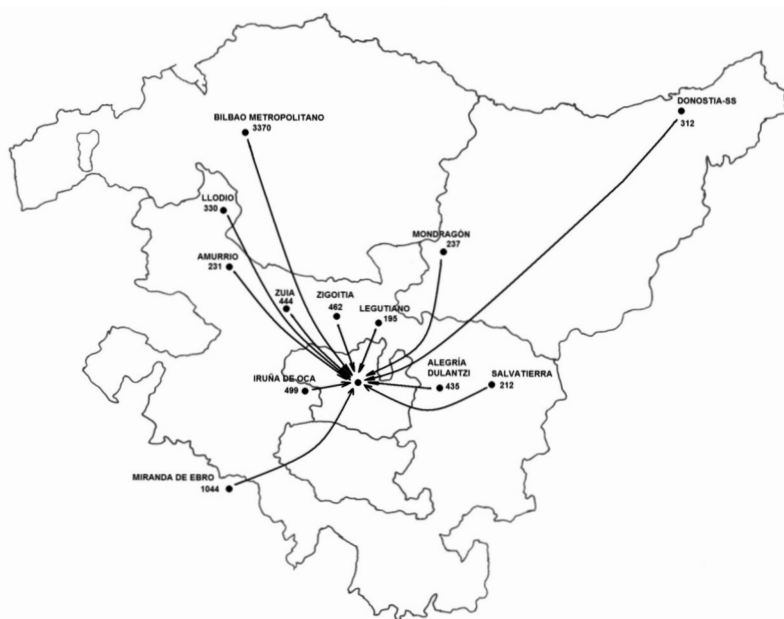 DONOSTIA-SS
312
BILBAO METROPOLITANO
3370
LLODIO
330
MONDRAGÓN
237
AMURRIO
231
ZUIA
444
ZIGOITIA
462
LEGUTIANO
195
ALEGRÍA
DULANTZI
435
SALVATIERRA
212
IRUÑA DE OCA
499
MIRANDA DE EBRO
1044